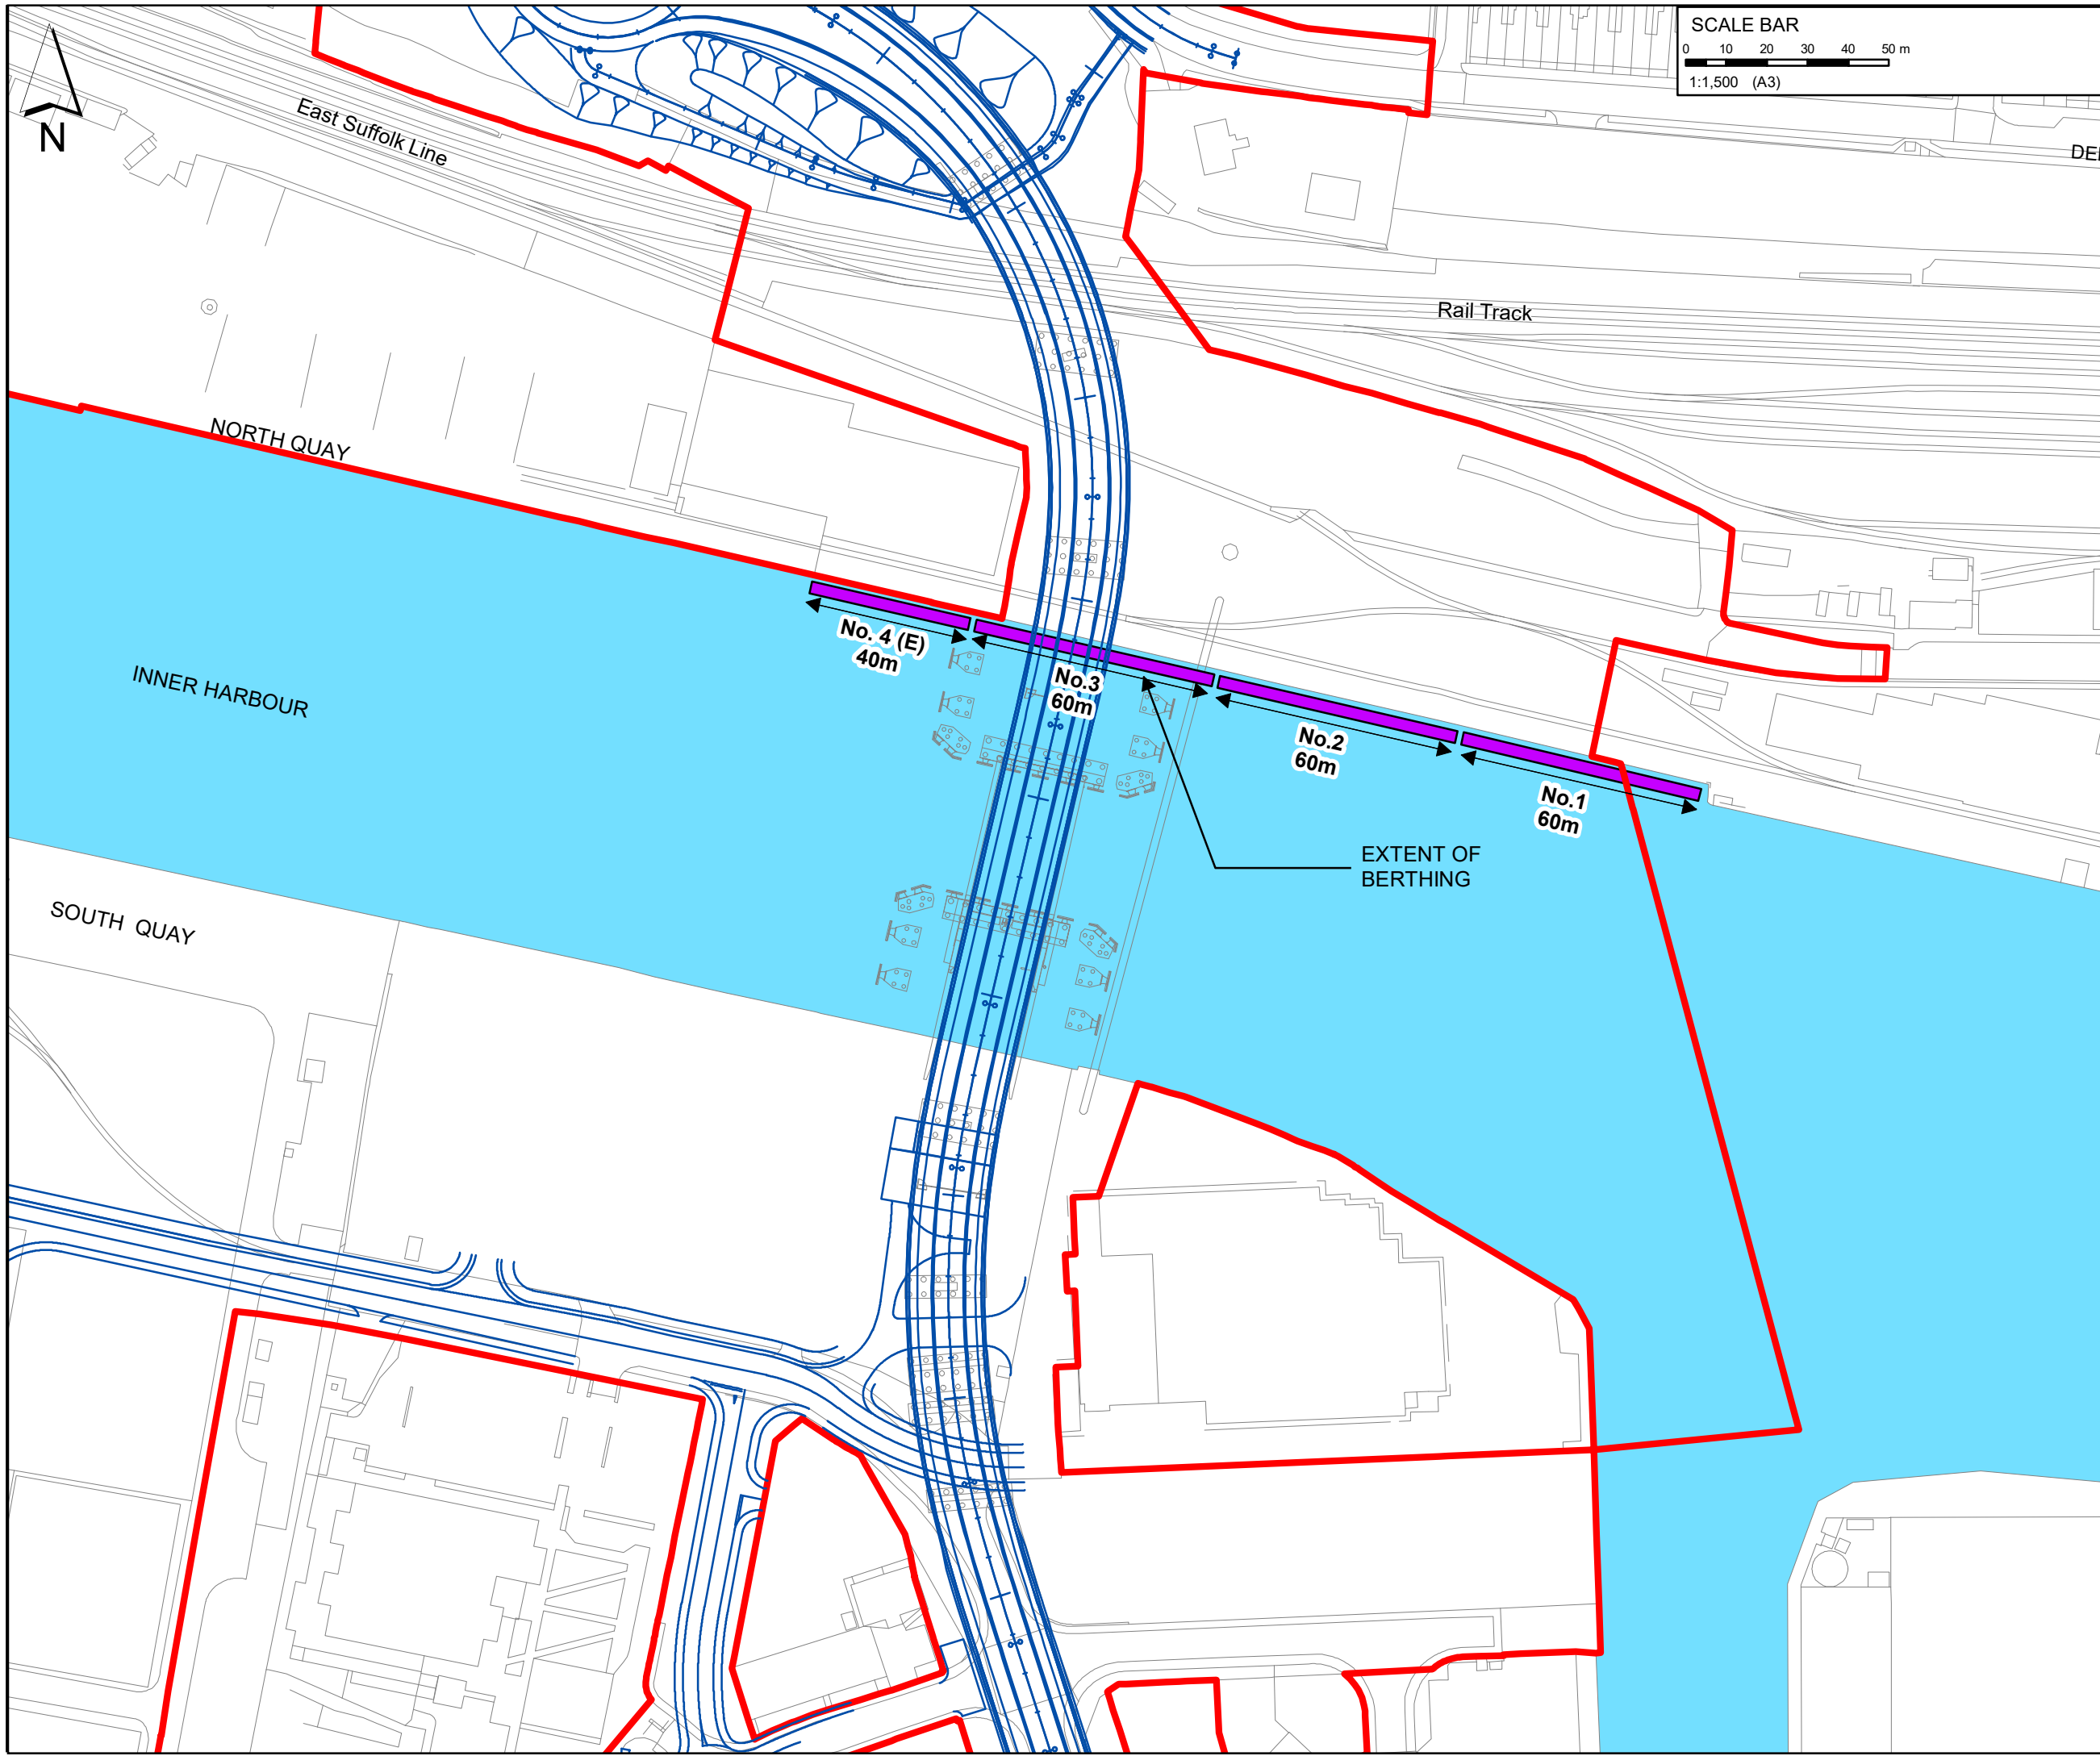 SCALE BAR
0 10 20 30 40 50 m
1:1,500 (A3)
N
East Suffolk Line
Rail Track
NORTH QUAY
INNER HARBOUR
No. 4 (E)
40m
No.3
60m
No.2
60m
No.1
60m
EXTENT OF
BERTHING
SOUTH QUAY